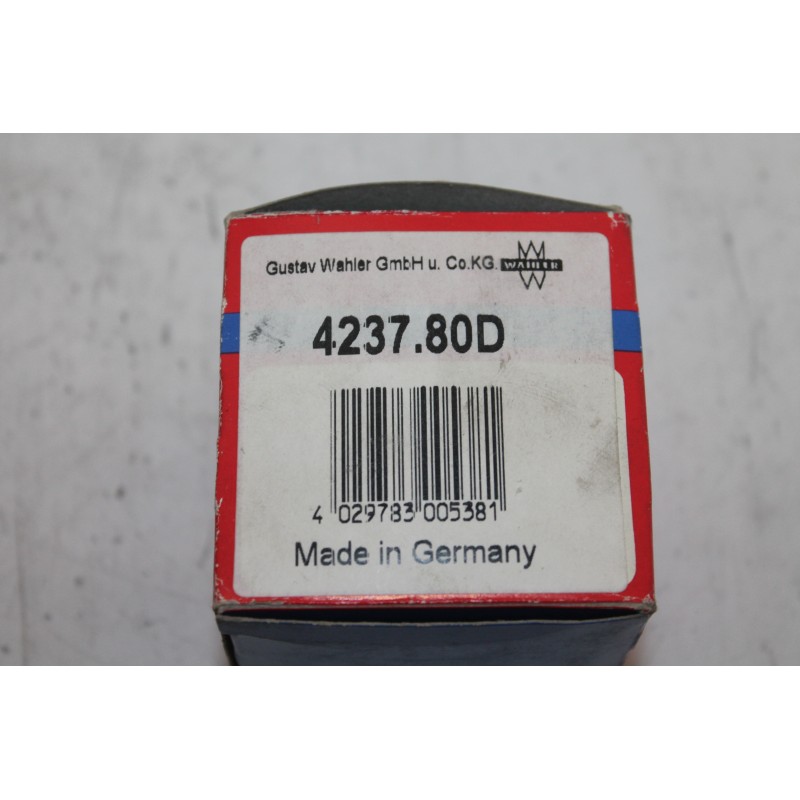 Gustav Wahler GmbH u. Co.KG. WAHLER
4237.80D
4 029783 005381
Made in Germany